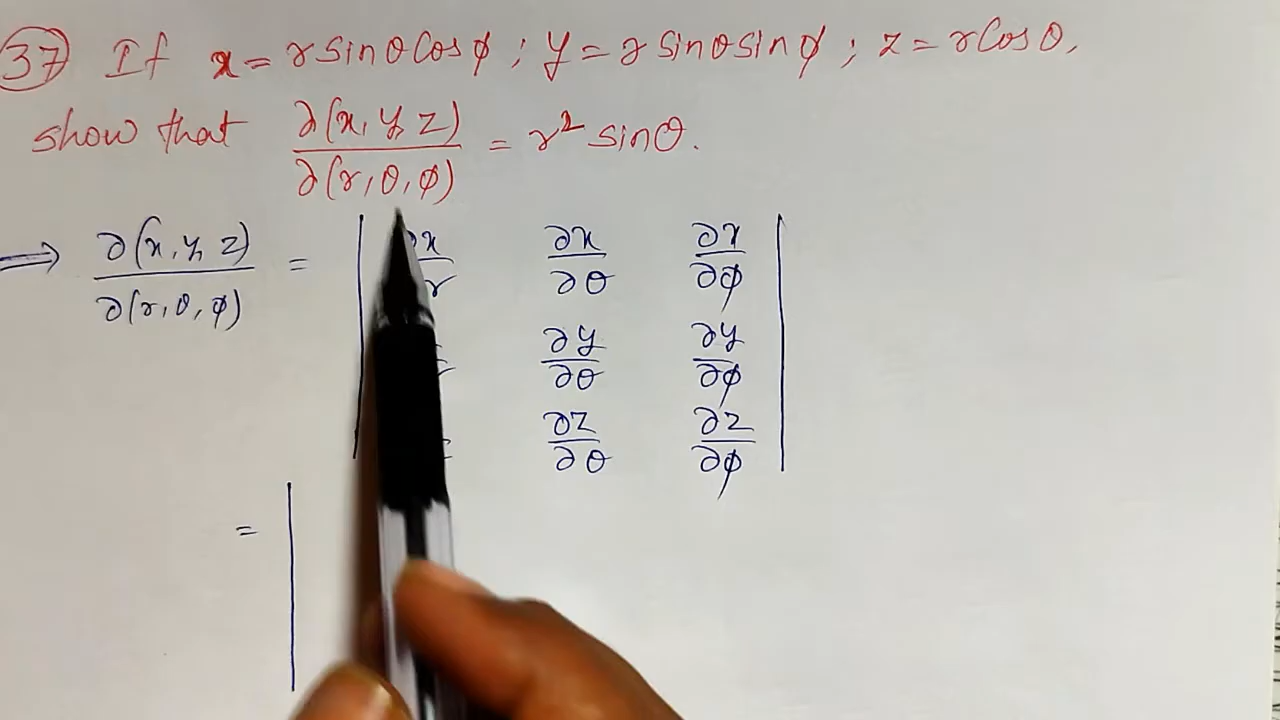 37 If x = r sinθ cosφ ; y = r sinθ sinφ ; z = r cosθ,
show that ∂(x, y, z) / ∂(r, θ, φ) = r² sinθ.
⇒ ∂(x, y, z) / ∂(r, θ, φ) = | ∂x ∂x/∂θ ∂x/∂φ |
∂y/∂θ ∂y/∂φ
∂z/∂θ ∂z/∂φ
= |